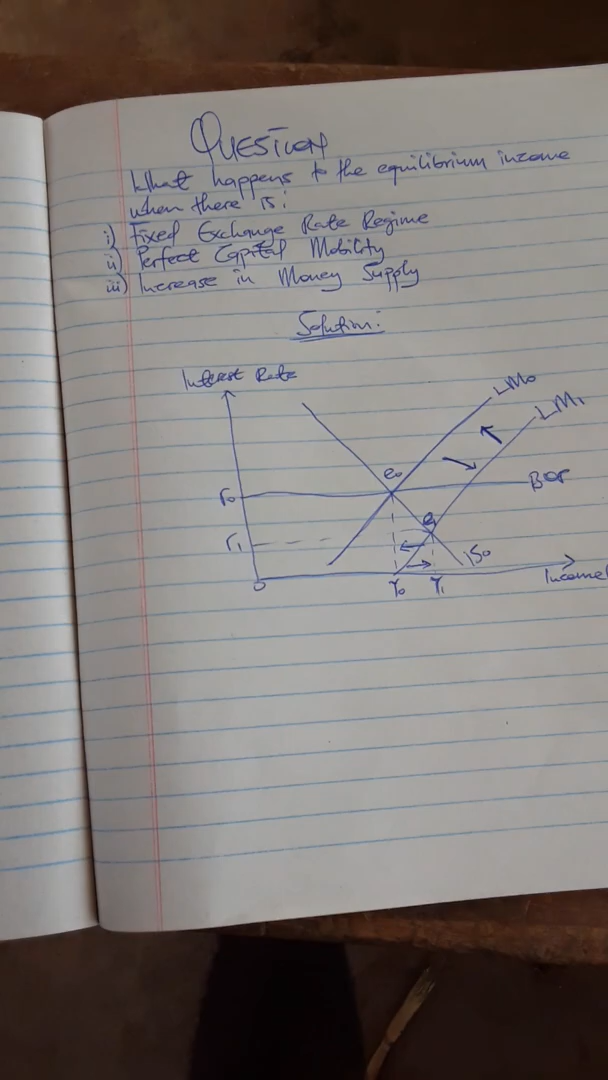 QUESTION
What happens to the equilibrium income
when there is:
i) Fixed Exchange Rate Regime
ii) Perfect Capital Mobility
iii) Increase in Money Supply
Solution:
Interest Rate
LM₀
LM₁
e₀
BOP
r₀
e₁
r₁
IS₀
0
Y₀
Y₁
Income